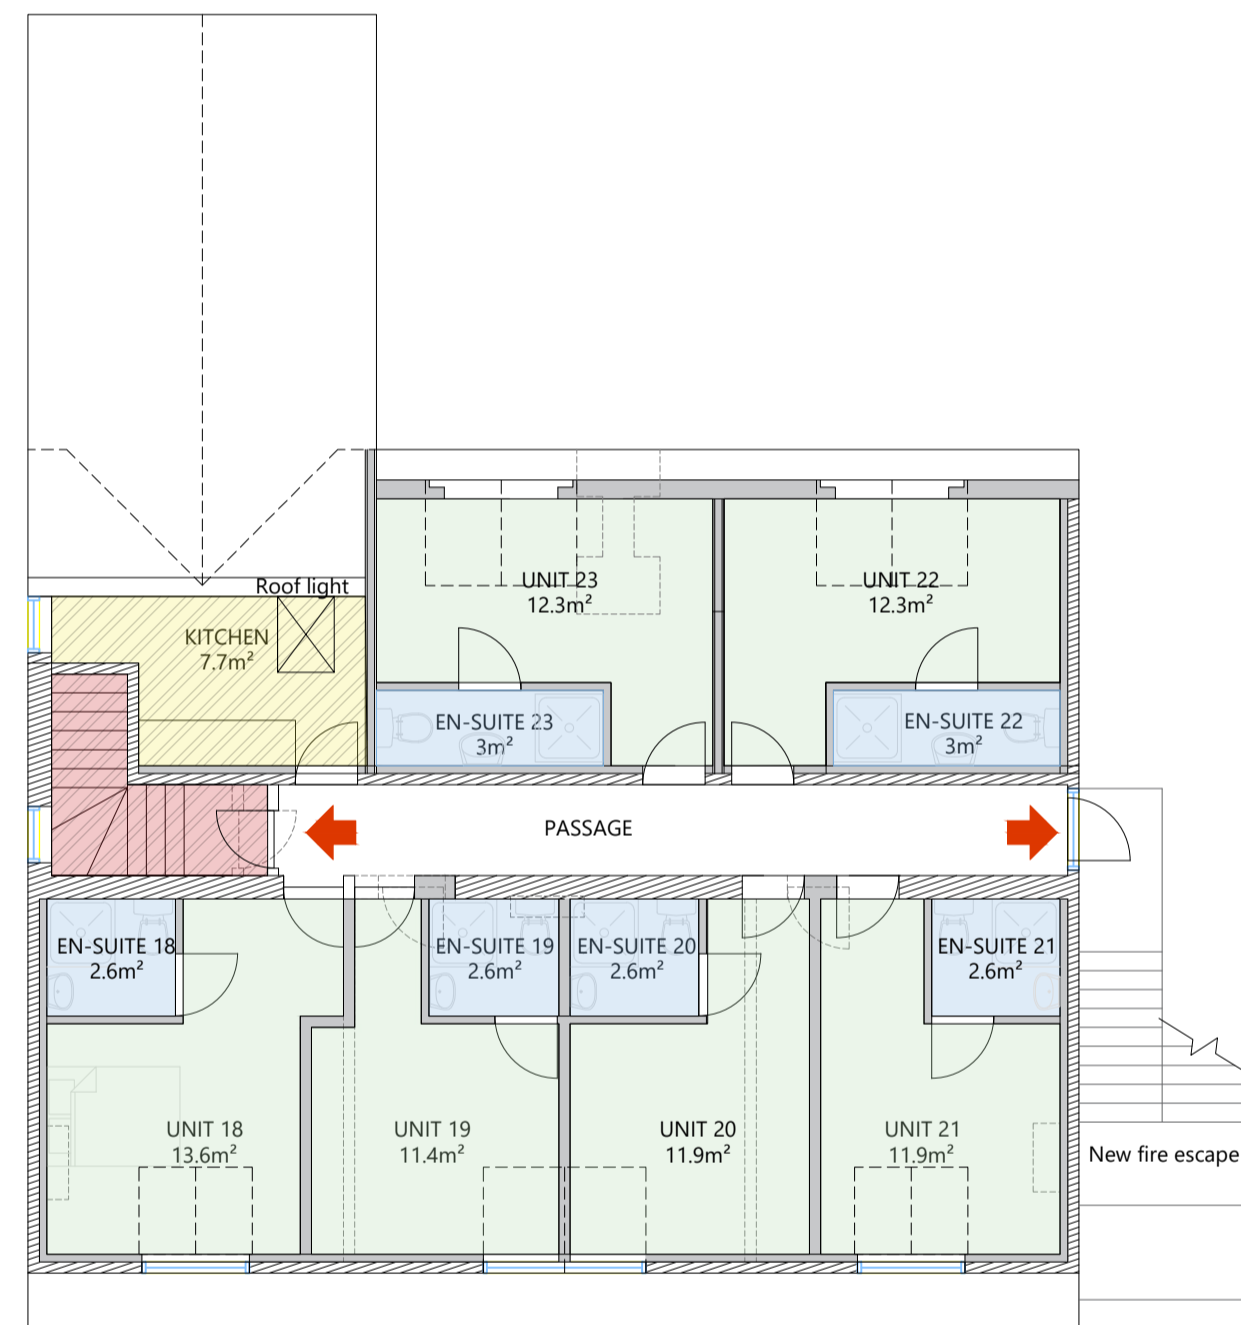 Roof light
UNIT 23
12.3m²
UNIT 22
12.3m²
KITCHEN
7.7m²
EN-SUITE 23
3m²
EN-SUITE 22
3m²
PASSAGE
EN-SUITE 18
2.6m²
EN-SUITE 19
2.6m²
EN-SUITE 20
2.6m²
EN-SUITE 21
2.6m²
UNIT 18
13.6m²
UNIT 19
11.4m²
UNIT 20
11.9m²
UNIT 21
11.9m²
New fire escape